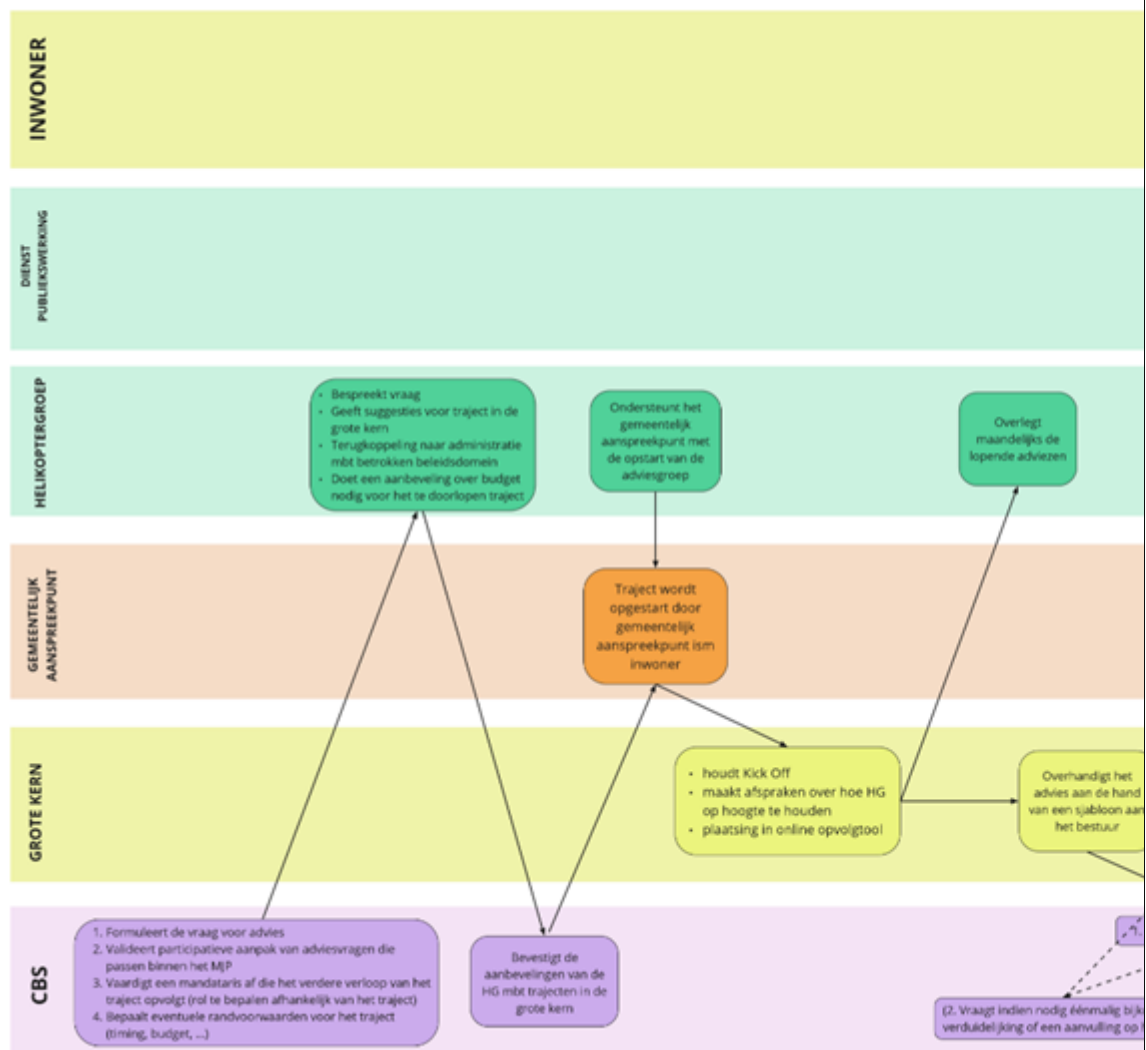 INWONER
DIENST
PUBLIEKSWERKING
HELIKOPTERGROEP
• Bespreekt vraag
• Geeft suggesties voor traject in de
grote kern
• Terugkoppeling naar administratie
mbt betrokken beleidsdomein
• Doet een aanbeveling over budget
nodig voor het te doorlopen traject
Ondersteunt het
gemeentelijk
aanspreekpunt met
de opstart van de
adviesgroep
Overlegt
maandelijks de
lopende adviezen
GEMEENTELIJK
AANSPREEKPUNT
Traject wordt
opgestart door
gemeentelijk
aanspreekpunt ism
inwoner
GROTE KERN
• houdt Kick Off
• maakt afspraken over hoe HG
op hoogte te houden
• plaatsing in online opvolgtool
Overhandigt het
advies aan de hand
van een sjabloon aan
het bestuur
CBS
1. Formuleert de vraag voor advies
2. Valideert participatieve aanpak van adviesvragen die
passen binnen het MJP
3. Vaardigt een mandataris af die het verdere verloop van het
traject opvolgt (rol te bepalen afhankelijk van het traject)
4. Bepaalt eventuele randvoorwaarden voor het traject
(timing, budget, ...)
Bevestigt de
aanbevelingen van de
HG mbt trajecten in de
grote kern
(2. Vraagt indien nodig éénmalig
verduidelijking of een aanvulling op